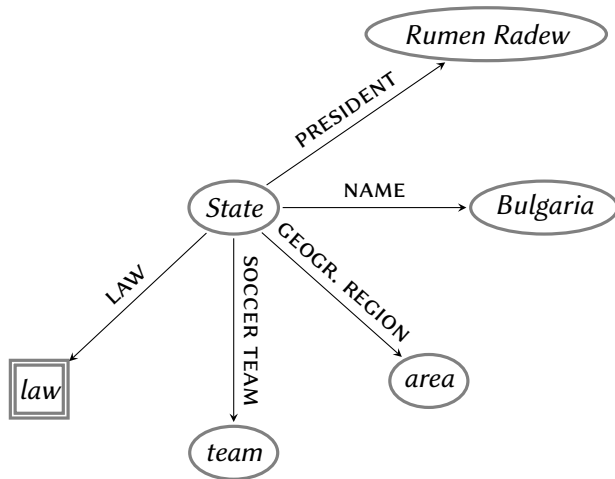 Rumen Radew
PRESIDENT
State
NAME
Bulgaria
LAW
SOCCER TEAM
GEOGR. REGION
law
area
team